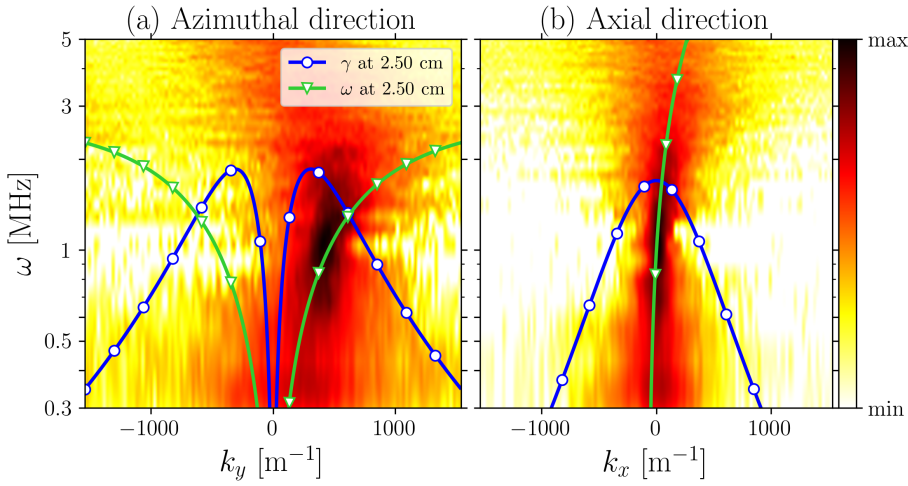 (a) Azimuthal direction
(b) Axial direction
γ at 2.50 cm
ω at 2.50 cm
5
3
2
1
0.5
0.3
ω [MHz]
−1000
0
1000
k_y [m⁻¹]
−1000
0
1000
k_x [m⁻¹]
max
min